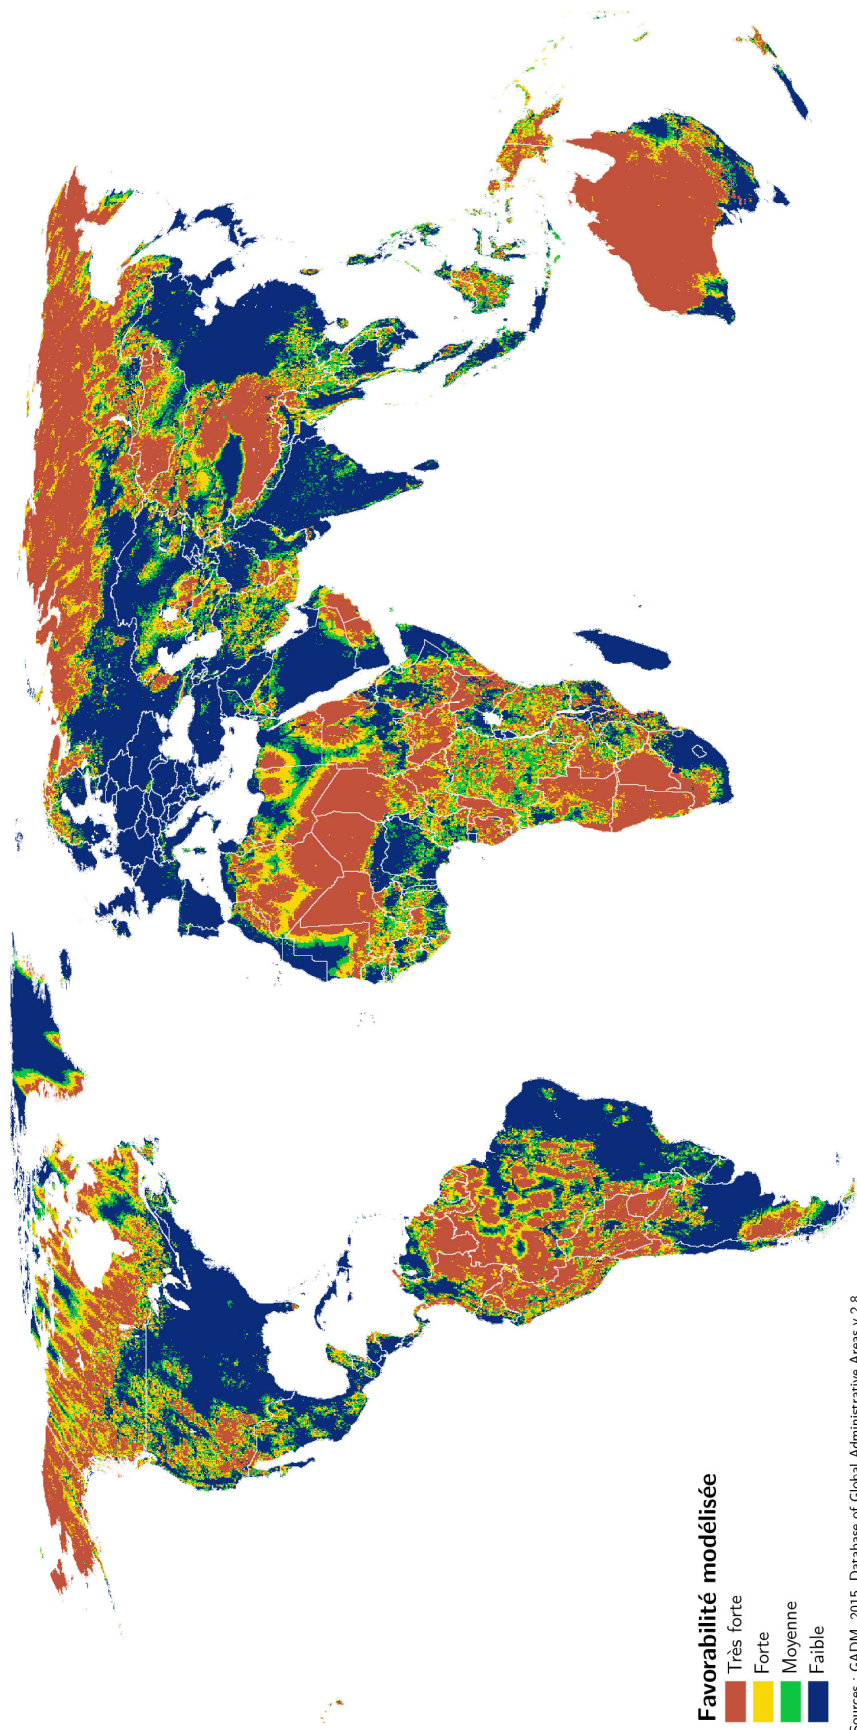 Favorabilité modélisée
Très forte
Forte
Moyenne
Faible
Sources : GADM, 2015, Database of Global Administrative Areas v 2.8